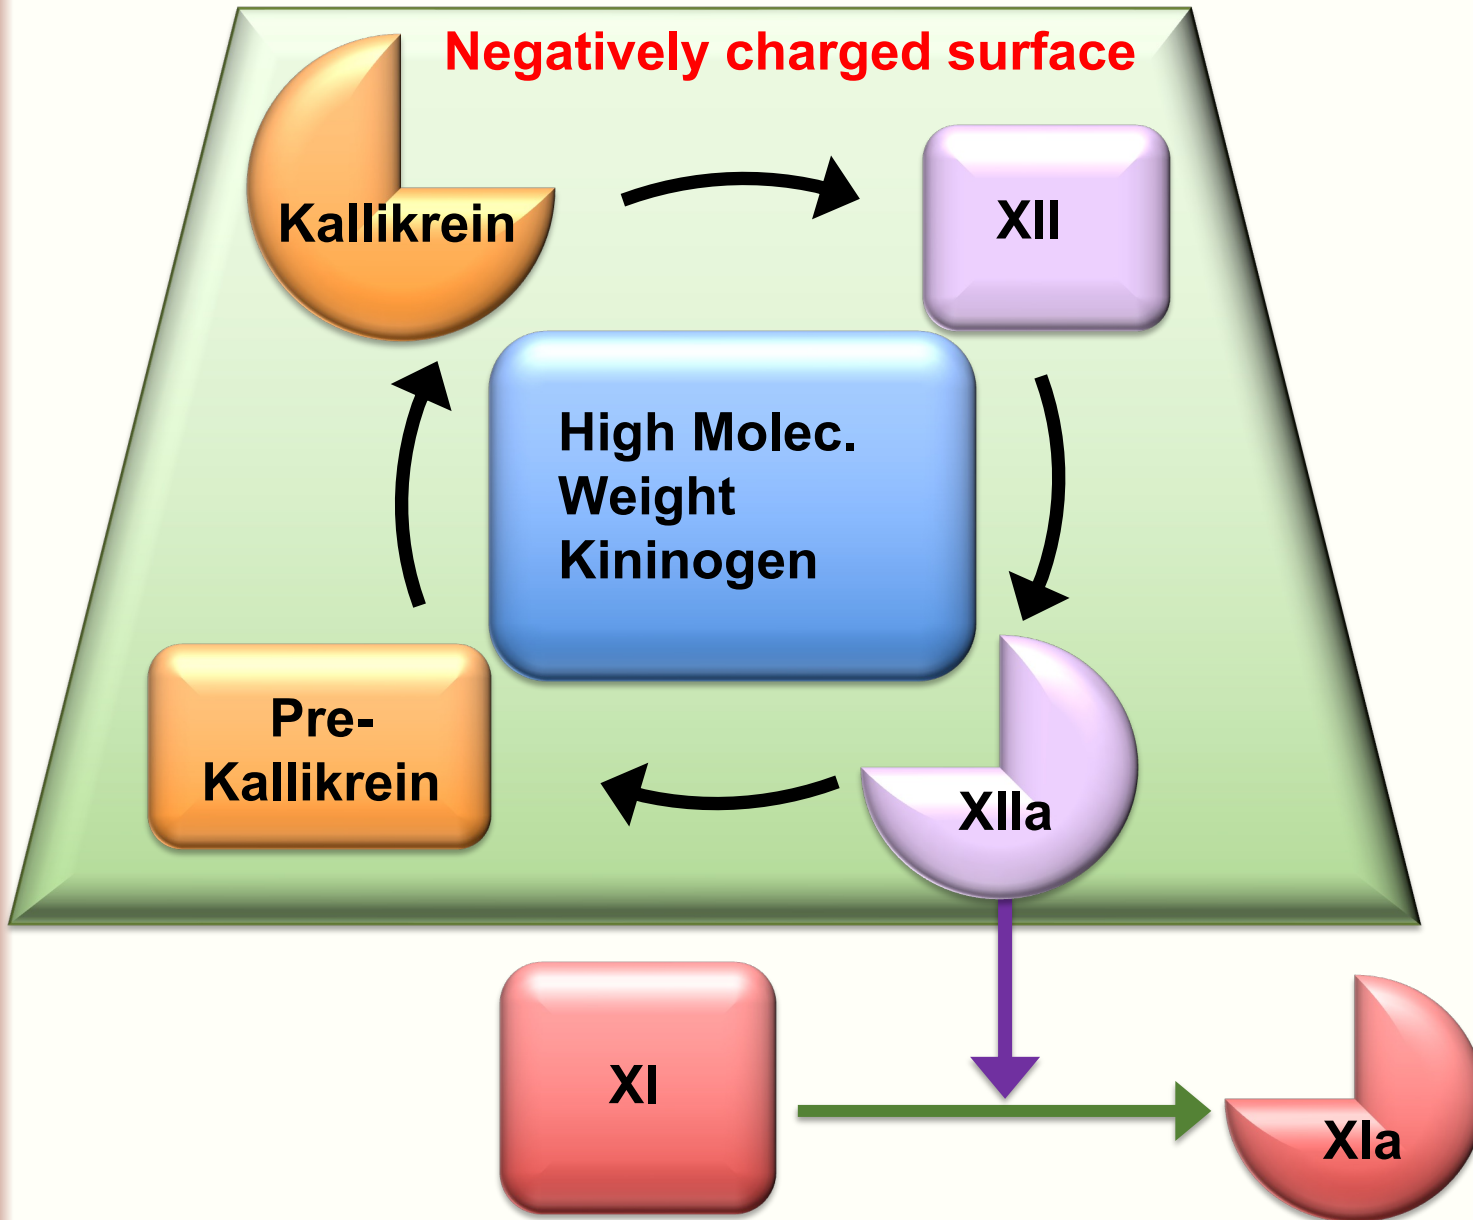 Negatively charged surface
Kallikrein
XII
High Molec.
Weight
Kininogen
Pre-
Kallikrein
XIIa
XI
XIa